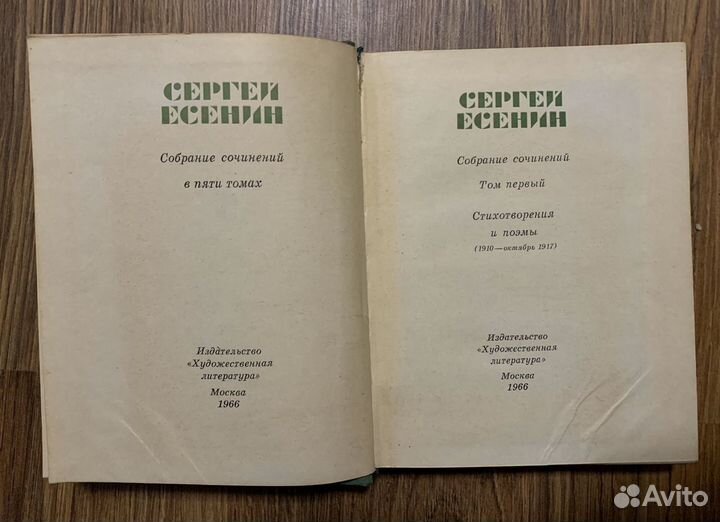 СЕРГЕЙ
ЕСЕНИН
Собрание сочинений
в пяти томах
Издательство
«Художественная
литература»
Москва
1966
СЕРГЕЙ
ЕСЕНИН
Собрание сочинений
Том первый
Стихотворения
и поэмы
(1910—октябрь 1917)
Издательство
«Художественная
литература»
Москва
1966
Avito